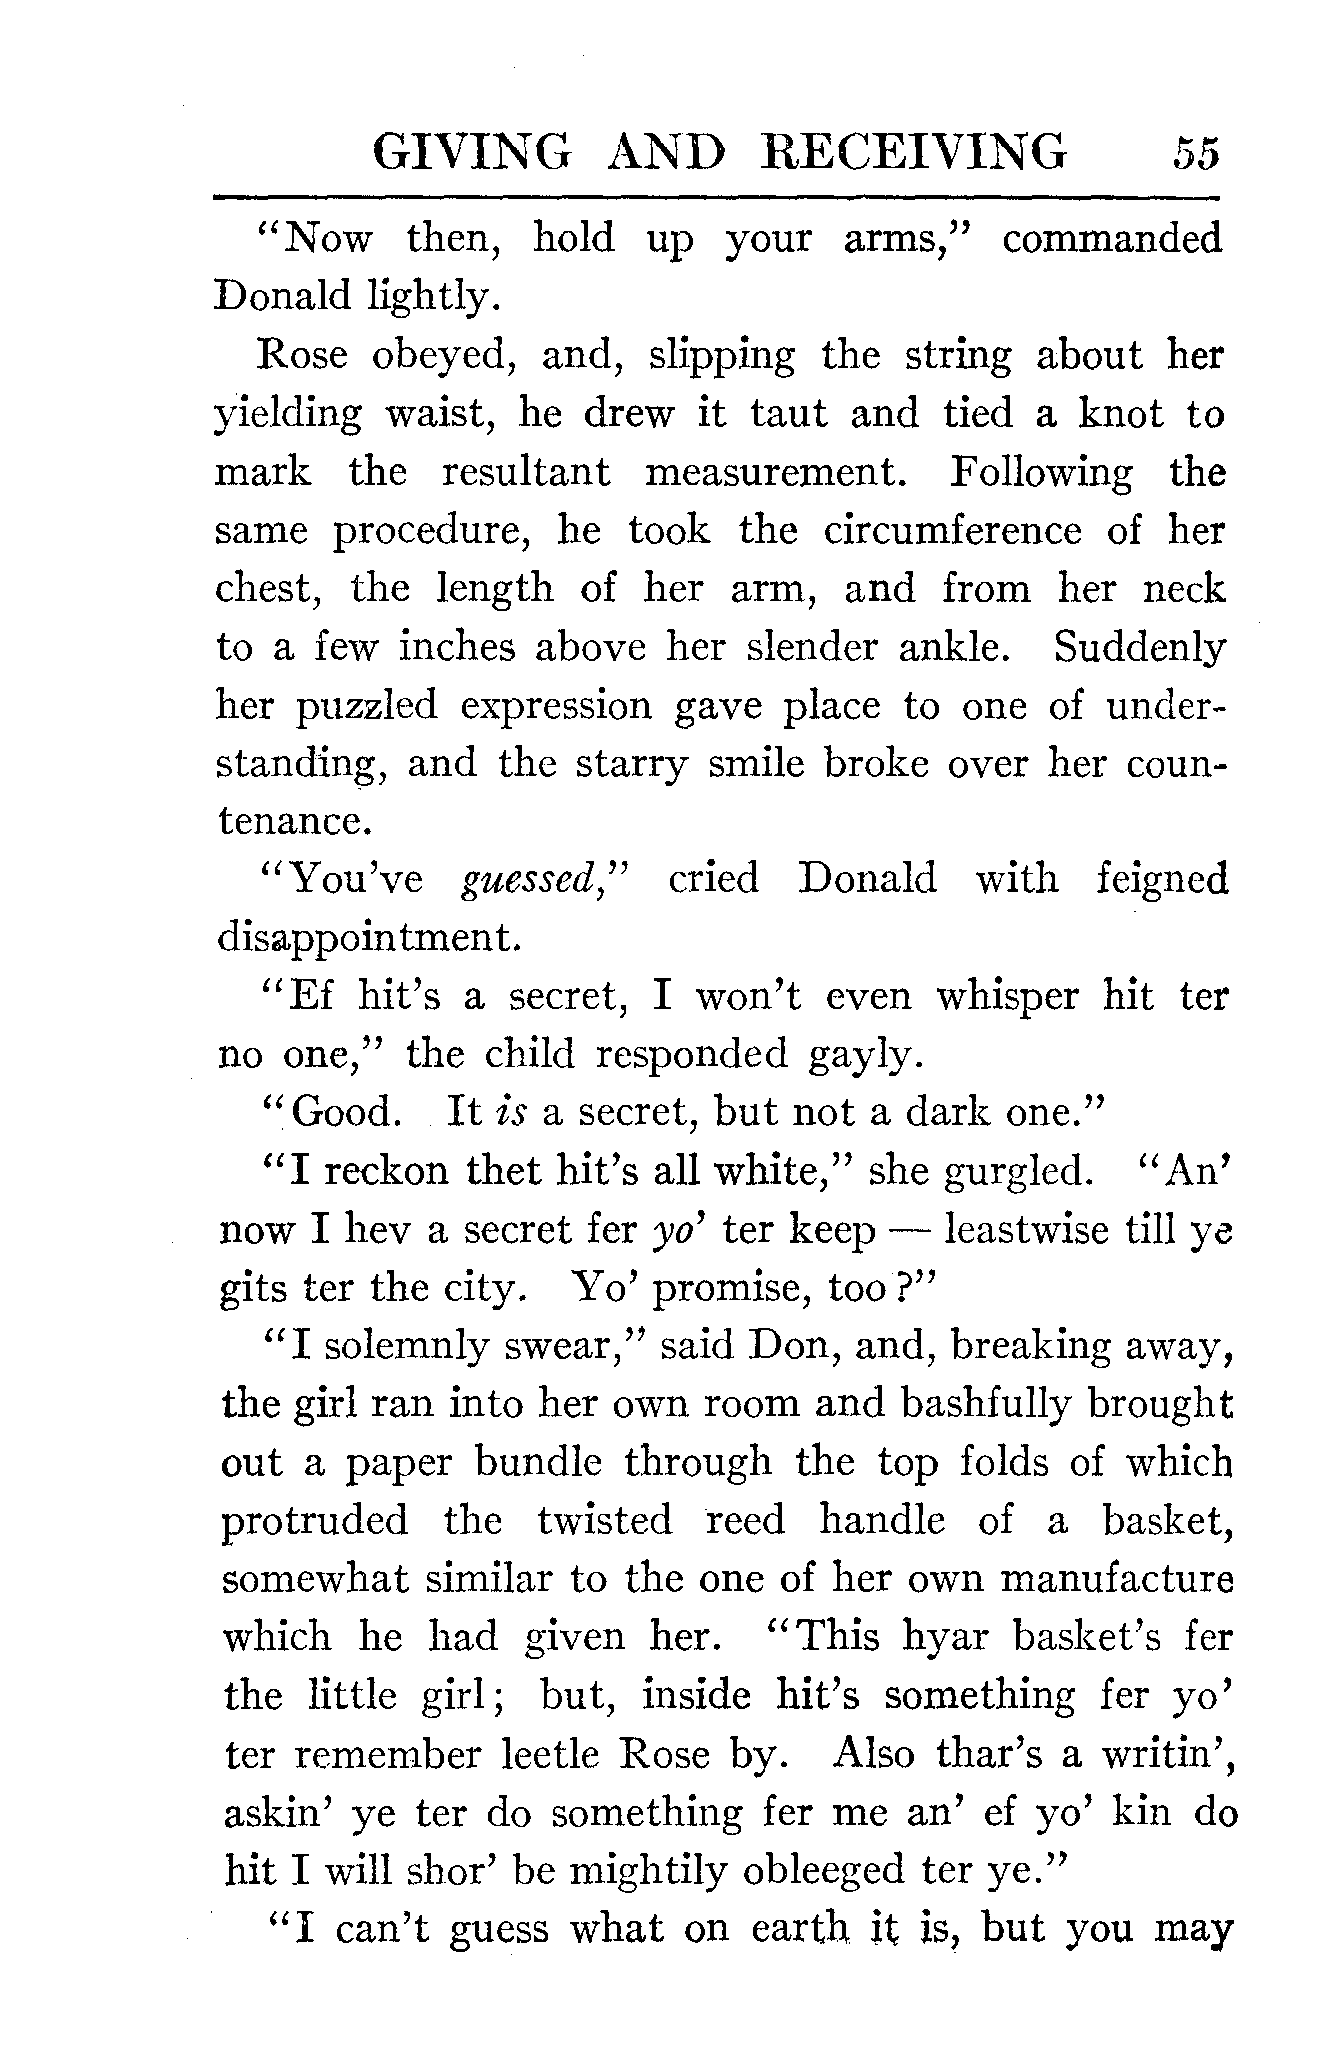 GIVING AND RECEIVING 55
“Now then, hold up your arms,” commanded
Donald lightly.
Rose obeyed, and, slipping the string about her
yielding waist, he drew it taut and tied a knot to
mark the resultant measurement. Following the
same procedure, he took the circumference of her
chest, the length of her arm, and from her neck
to a few inches above her slender ankle. Suddenly
her puzzled expression gave place to one of under-
standing, and the starry smile broke over her coun-
tenance.
“You’ve guessed,” cried Donald with feigned
disappointment.
“Ef hit’s a secret, I won’t even whisper hit ter
no one,” the child responded gayly.
“Good. It is a secret, but not a dark one.”
“I reckon thet hit’s all white,” she gurgled. “An’
now I hev a secret fer yo’ ter keep — leastwise till ye
gits ter the city. Yo’ promise, too?”
“I solemnly swear,” said Don, and, breaking away,
the girl ran into her own room and bashfully brought
out a paper bundle through the top folds of which
protruded the twisted reed handle of a basket,
somewhat similar to the one of her own manufacture
which he had given her. “This hyar basket’s fer
the little girl; but, inside hit’s something fer yo’
ter remember leetle Rose by. Also thar’s a writin’,
askin’ ye ter do something fer me an’ ef yo’ kin do
hit I will shor’ be mightily obleeged ter ye.”
“I can’t guess what on earth it is, but you may